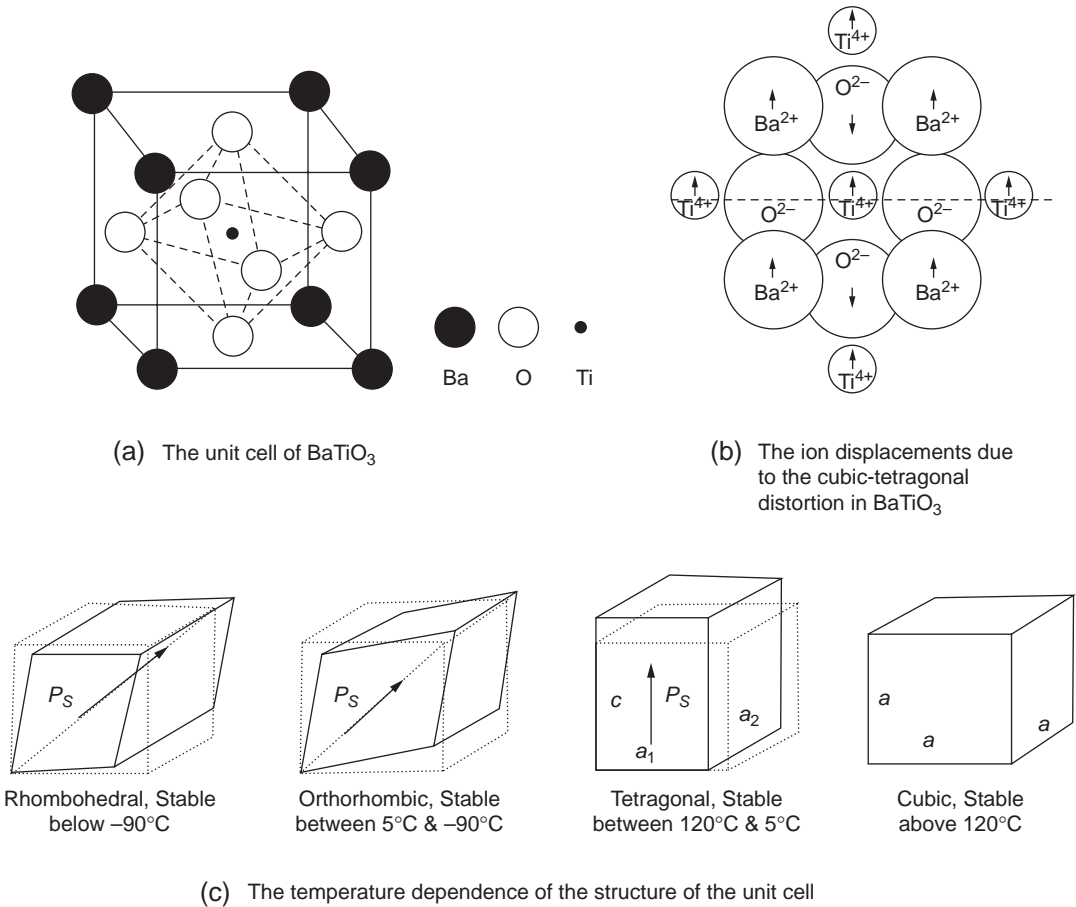 Ba
O
Ti
(a) The unit cell of BaTiO₃
Ti⁴⁺
O²⁻
Ba²⁺
Ba²⁺
Ti⁴⁺
O²⁻
Ti⁴⁺
O²⁻
Ti⁴⁺
O²⁻
Ba²⁺
Ba²⁺
Ti⁴⁺
(b) The ion displacements due
to the cubic-tetragonal
distortion in BaTiO₃
P_S
Rhombohedral, Stable
below –90°C
P_S
Orthorhombic, Stable
between 5°C & –90°C
c
P_S
a₁
a₂
Tetragonal, Stable
between 120°C & 5°C
a
a
a
Cubic, Stable
above 120°C
(c) The temperature dependence of the structure of the unit cell